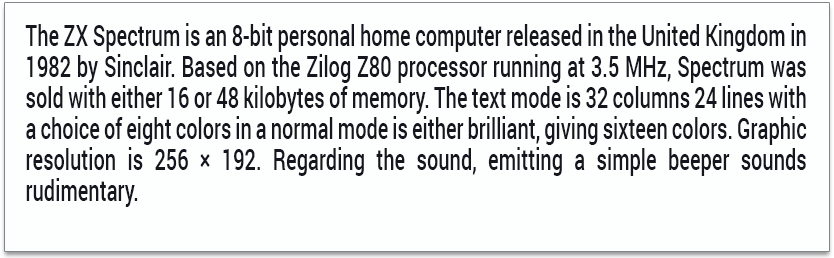 The ZX Spectrum is an 8-bit personal home computer released in the United Kingdom in
1982 by Sinclair. Based on the Zilog Z80 processor running at 3.5 MHz, Spectrum was
sold with either 16 or 48 kilobytes of memory. The text mode is 32 columns 24 lines with
a choice of eight colors in a normal mode is either brilliant, giving sixteen colors. Graphic
resolution is 256 × 192. Regarding the sound, emitting a simple beeper sounds
rudimentary.